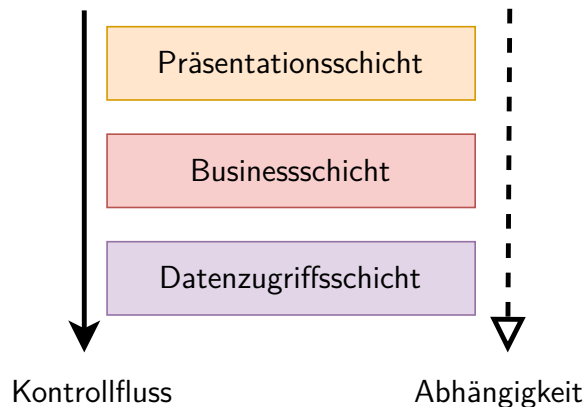 Präsentationsschicht
Businessschicht
Datenzugriffsschicht
Kontrollfluss
Abhängigkeit